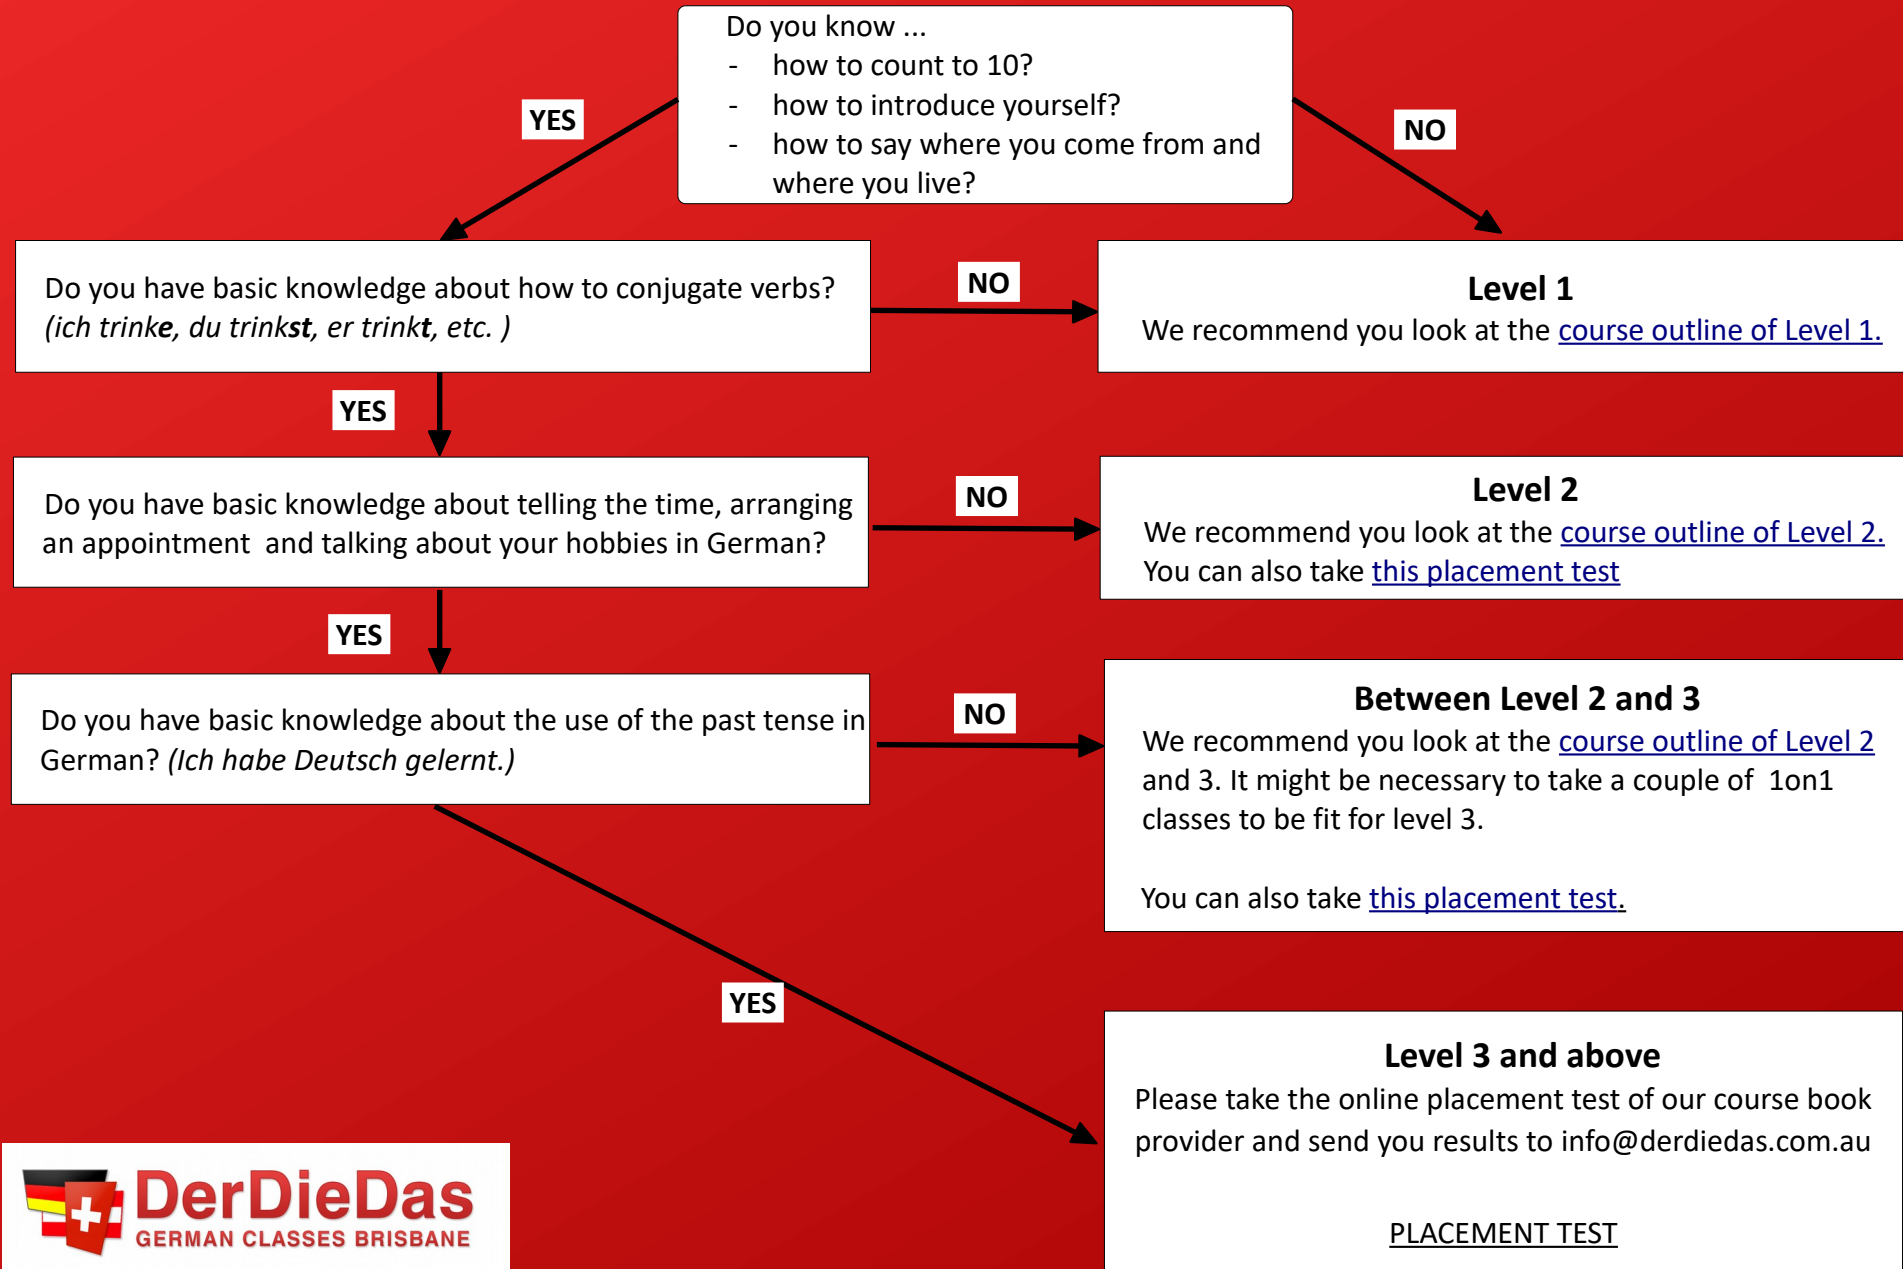 Do you know ...
- how to count to 10?
- how to introduce yourself?
- how to say where you come from and
where you live?
YES
NO
Do you have basic knowledge about how to conjugate verbs?
(ich trinke, du trinkst, er trinkt, etc. )
NO
Level 1
We recommend you look at the course outline of Level 1.
YES
Do you have basic knowledge about telling the time, arranging
an appointment  and talking about your hobbies in German?
NO
Level 2
We recommend you look at the course outline of Level 2.
You can also take this placement test
YES
Do you have basic knowledge about the use of the past tense in
German? (Ich habe Deutsch gelernt.)
NO
Between Level 2 and 3
We recommend you look at the course outline of Level 2
and 3. It might be necessary to take a couple of  1on1
classes to be fit for level 3.
You can also take this placement test.
YES
Level 3 and above
Please take the online placement test of our course book
provider and send you results to info@derdiedas.com.au
PLACEMENT TEST
DerDieDas
GERMAN CLASSES BRISBANE